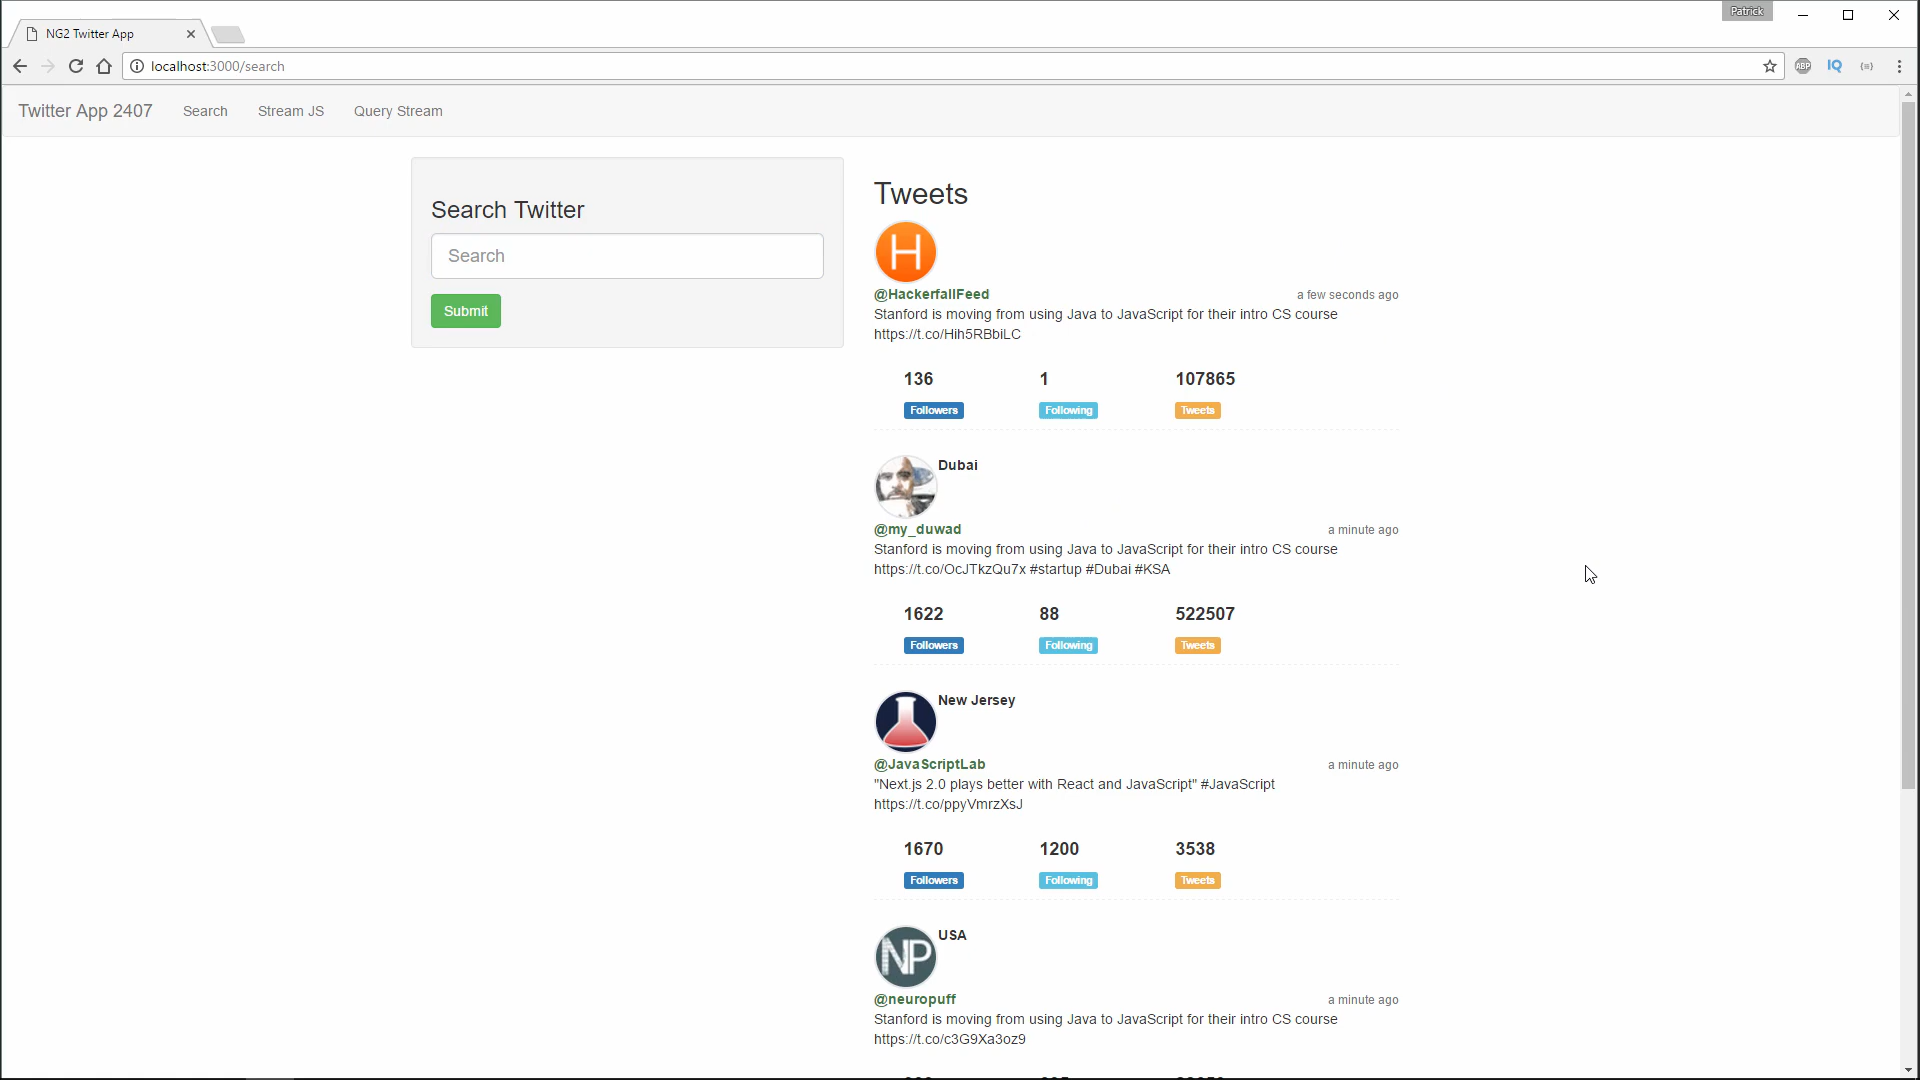 Patrick
NG2 Twitter App
localhost:3000/search
ABP
IQ
Twitter App 2407 Search Stream JS Query Stream
Search Twitter
Search
Submit
Tweets
H
@HackerfallFeed a few seconds ago
Stanford is moving from using Java to JavaScript for their intro CS course
https://t.co/Hih5RBbiLC
136 1 107865
Followers Following Tweets
Dubai
@my_duwad a minute ago
Stanford is moving from using Java to JavaScript for their intro CS course
https://t.co/OcJTkzQu7x #startup #Dubai #KSA
1622 88 522507
Followers Following Tweets
New Jersey
@JavaScriptLab a minute ago
"Next.js 2.0 plays better with React and JavaScript" #JavaScript
https://t.co/ppyVmrzXsJ
1670 1200 3538
Followers Following Tweets
NP
USA
@neuropuff a minute ago
Stanford is moving from using Java to JavaScript for their intro CS course
https://t.co/c3G9Xa3oz9